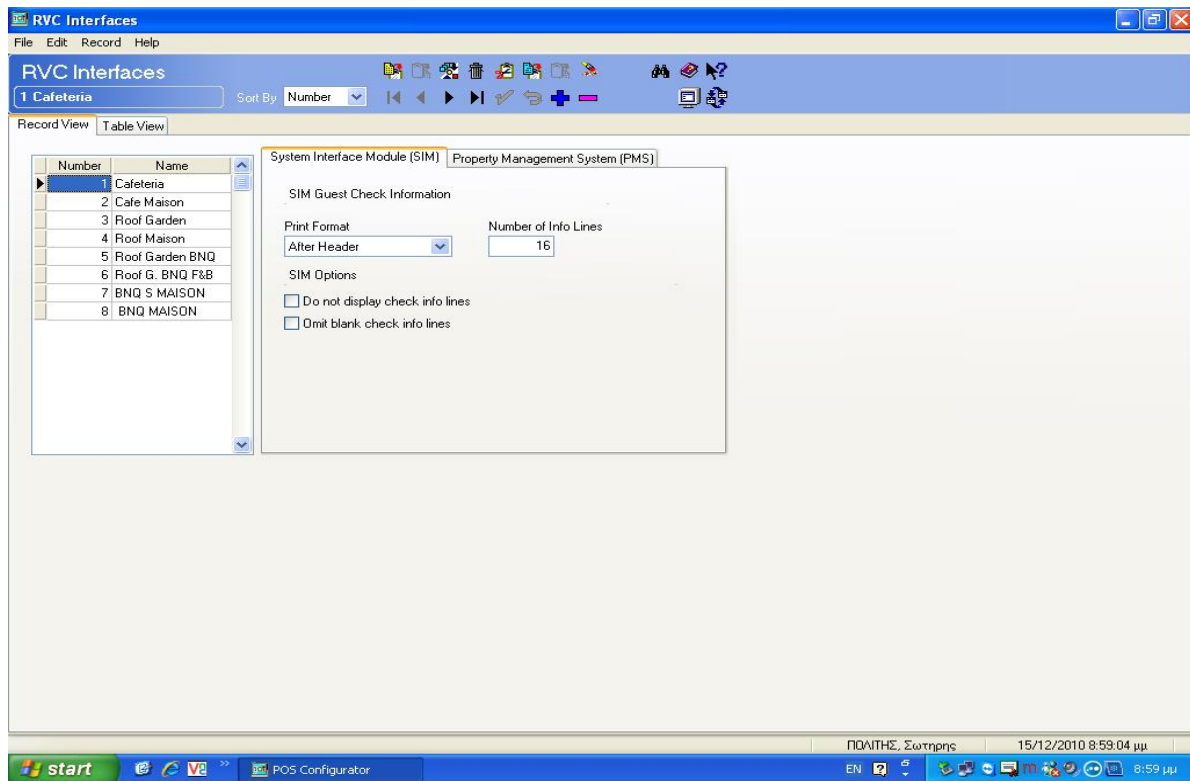 RVC Interfaces
File Edit Record Help
RVC Interfaces
1 Cafeteria Sort By Number
Record View Table View
Number Name
1 Cafeteria
2 Cafe Maison
3 Roof Garden
4 Roof Maison
5 Roof Garden BNQ
6 Roof G. BNQ F&B
7 BNQ S MAISON
8 BNQ MAISON
System Interface Module (SIM) Property Management System (PMS)
SIM Guest Check Information
Print Format Number of Info Lines
After Header 16
SIM Options
Do not display check info lines
Omit blank check info lines
ΠΟΛΙΤΗΣ, Σωτηρης 15/12/2010 8:59:04 μμ
start POS Configurator EN 8:59 μμ